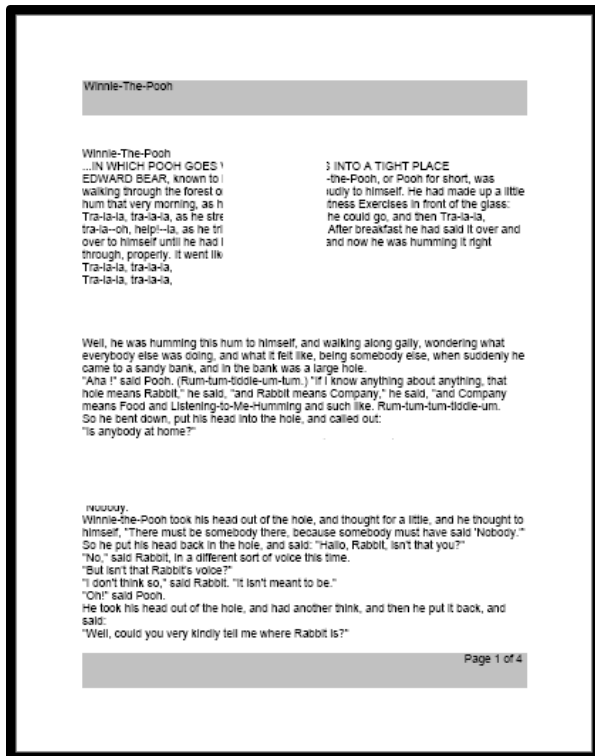 Winnie-The-Pooh
Winnie-The-Pooh
...IN WHICH POOH GOES INTO A TIGHT PLACE
EDWARD BEAR, known to -the-Pooh, or Pooh for short, was
walking through the forest to himself. He had made up a little
hum that very morning, as Exercises in front of the glass:
Tra-la-la, tra-la-la, as he he could go, and then Tra-la-la,
tra-la--oh, help!--la, as he After breakfast he had said it over and
over to himself until he had and now he was humming it right
through, properly. It went
Tra-la-la, tra-la-la,
Tra-la-la, tra-la-la,
Well, he was humming this hum to himself, and walking along gaily, wondering what
everybody else was doing, and what it felt like, being somebody else, when suddenly he
came to a sandy bank, and in the bank was a large hole.
"Aha !" said Pooh. (Rum-tum-tiddle-um-tum.) "If I know anything about anything, that
hole means Rabbit," he said, "and Rabbit means Company," he said, "and Company
means Food and Listening-to-Me-Humming and such like. Rum-tum-tum-tiddle-um.
So he bent down, put his head into the hole, and called out:
"Is anybody at home?"
Winnie-the-Pooh took his head out of the hole, and thought for a little, and he thought to
himself, "There must be somebody there, because somebody must have said 'Nobody.'"
So he put his head back in the hole, and said: "Hallo, Rabbit, isn't that you?"
"No," said Rabbit, in a different sort of voice this time.
"But isn't that Rabbit's voice?"
"I don't think so," said Rabbit. "It isn't meant to be."
"Oh!" said Pooh.
He took his head out of the hole, and had another think, and then he put it back, and
said:
"Well, could you very kindly tell me where Rabbit is?"
Page 1 of 4